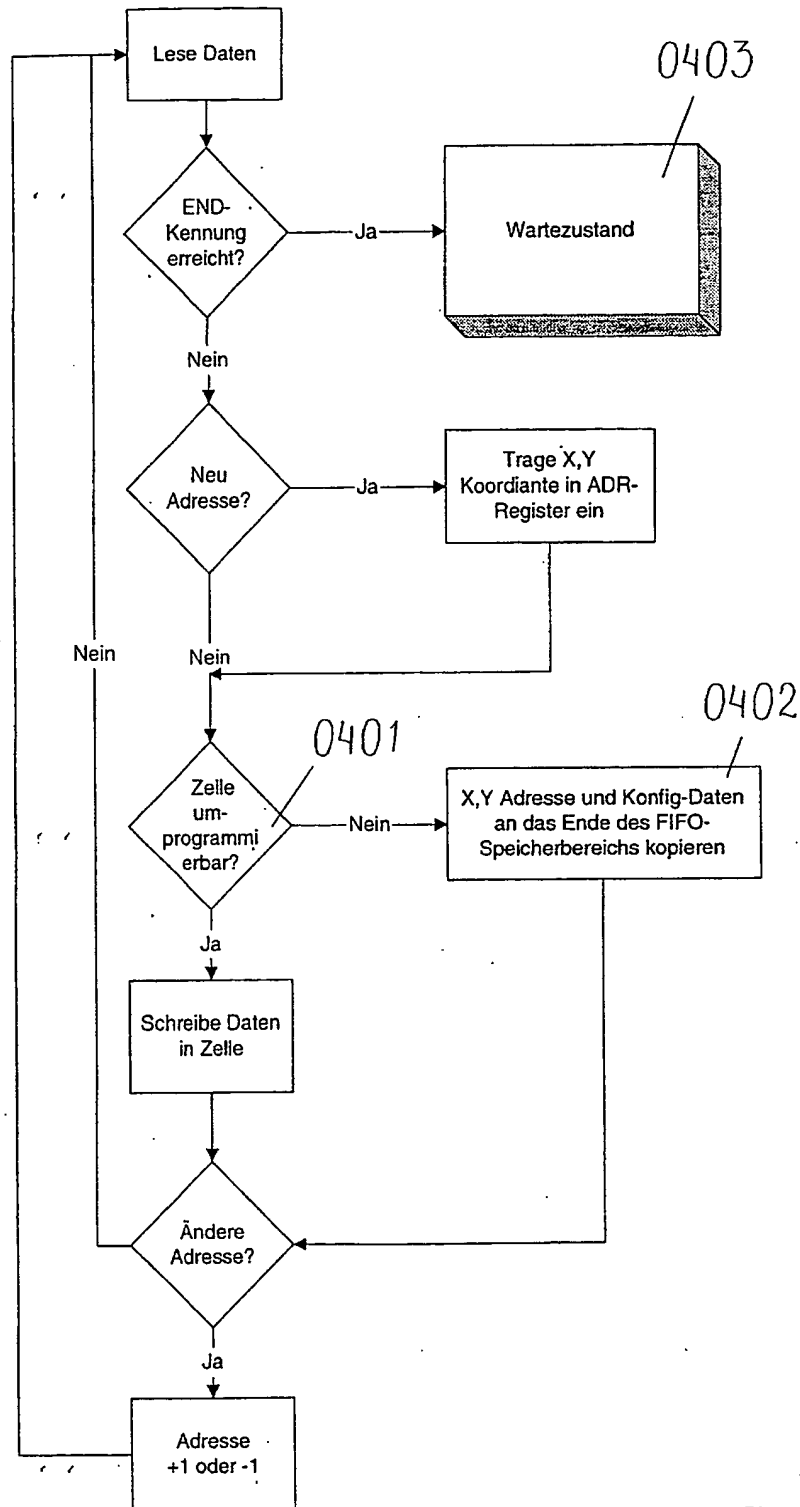 Lese Daten
0403
END-
Kennung
erreicht?
Ja
Wartezustand
Nein
Neu
Adresse?
Ja
Trage X,Y
Koordiante in ADR-
Register ein
Nein
Nein
0402
0401
Zelle
um-
programmi
erbar?
Nein
X,Y Adresse und Konfig-Daten
an das Ende des FIFO-
Speicherbereichs kopieren
Ja
Schreibe Daten
in Zelle
Ändere
Adresse?
Ja
Adresse
+1 oder -1